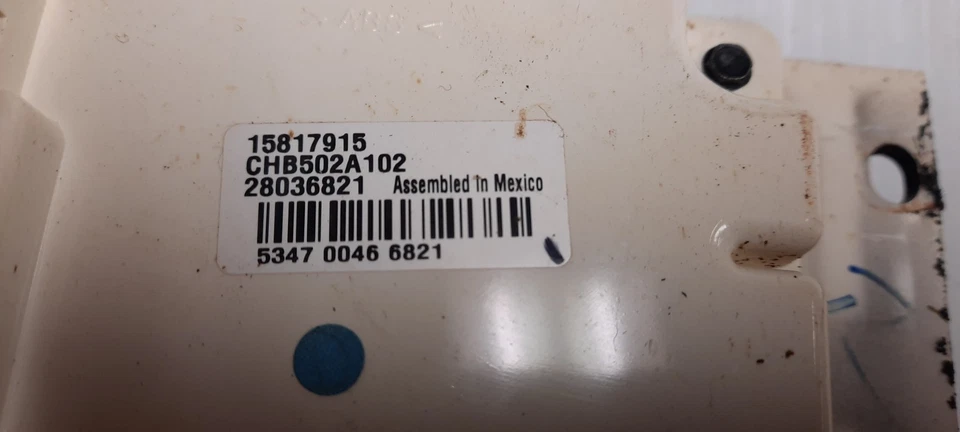 15817915
CHB502A102
28036821 Assembled in Mexico
5347 0046 6821